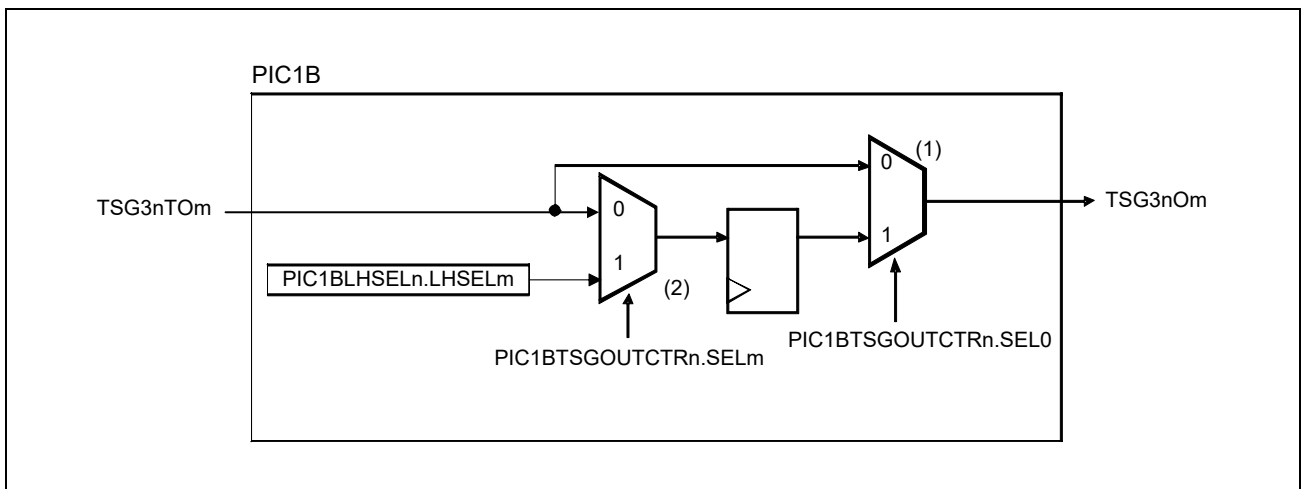 PIC1B
0
(1)
TSG3nTOm
0
TSG3nOm
1
1
PIC1BLHSELn.LHSELm
(2)
PIC1BTSGOUTCTRn.SEL0
PIC1BTSGOUTCTRn.SELm